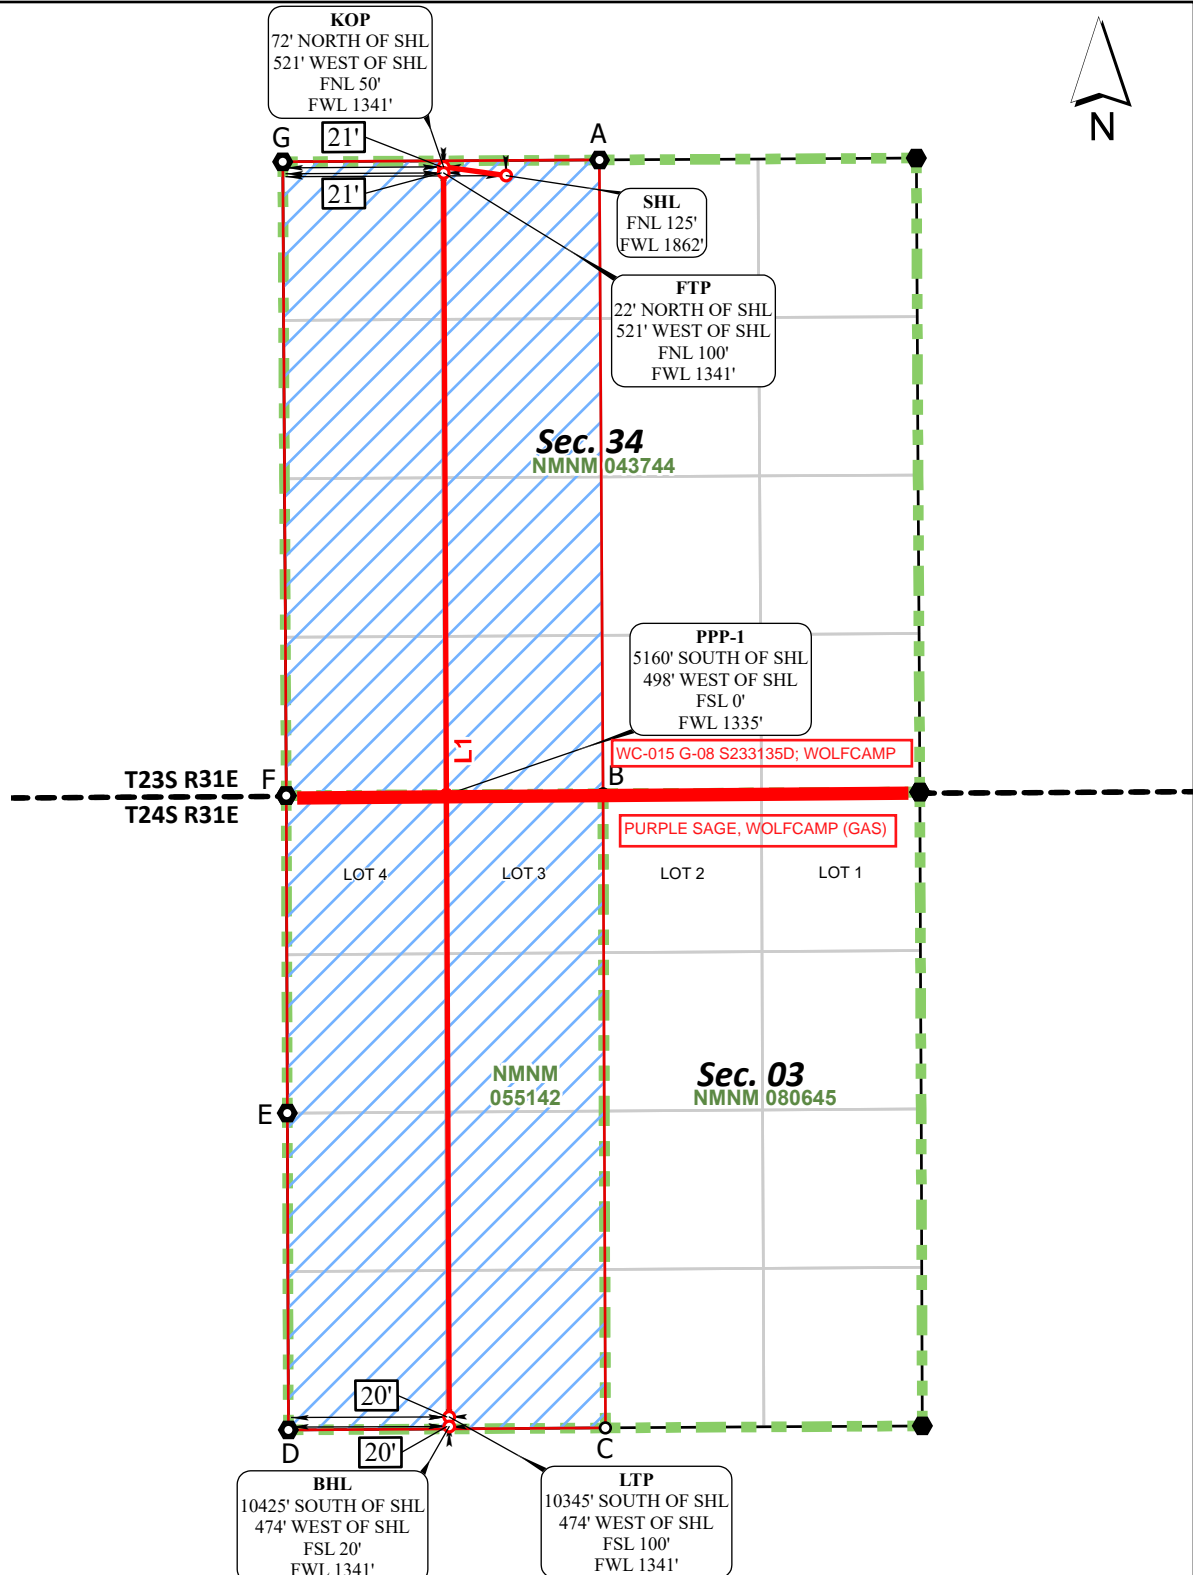 KOP
72' NORTH OF SHL
521' WEST OF SHL
FNL 50'
FWL 1341'
N
G
21'
A
21'
SHL
FNL 125'
FWL 1862'
FTP
22' NORTH OF SHL
521' WEST OF SHL
FNL 100'
FWL 1341'
Sec. 34
NMNM 043744
PPP-1
5160' SOUTH OF SHL
498' WEST OF SHL
FSL 0'
FWL 1335'
L1
WC-015 G-08 S233135D; WOLFCAMP
T23S R31E
F
B
T24S R31E
PURPLE SAGE, WOLFCAMP (GAS)
LOT 4
LOT 3
LOT 2
LOT 1
NMNM
055142
Sec. 03
NMNM 080645
E
20'
D
20'
C
BHL
10425' SOUTH OF SHL
474' WEST OF SHL
FSL 20'
FWL 1341'
LTP
10345' SOUTH OF SHL
474' WEST OF SHL
FSL 100'
FWL 1341'